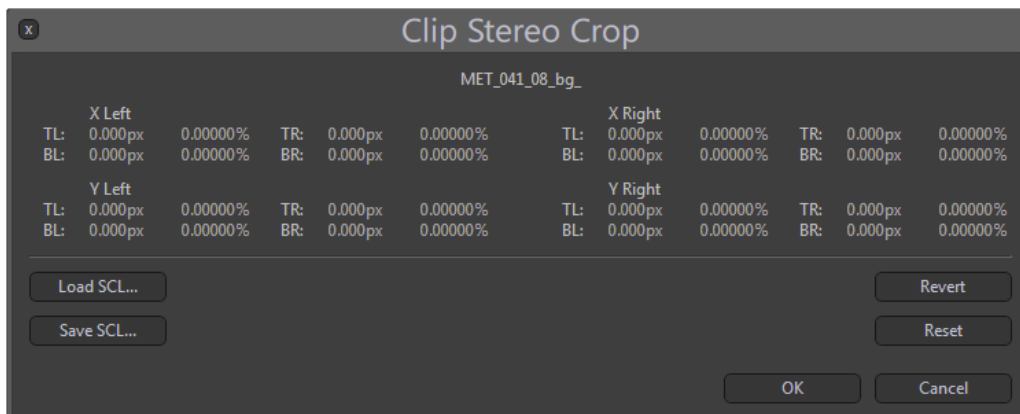 x Clip Stereo Crop
MET_041_08_bg_
X Left X Right
TL: 0.000px 0.00000% TR: 0.000px 0.00000% TL: 0.000px 0.00000% TR: 0.000px 0.00000%
BL: 0.000px 0.00000% BR: 0.000px 0.00000% BL: 0.000px 0.00000% BR: 0.000px 0.00000%
Y Left Y Right
TL: 0.000px 0.00000% TR: 0.000px 0.00000% TL: 0.000px 0.00000% TR: 0.000px 0.00000%
BL: 0.000px 0.00000% BR: 0.000px 0.00000% BL: 0.000px 0.00000% BR: 0.000px 0.00000%
Load SCL... Revert
Save SCL... Reset
OK Cancel